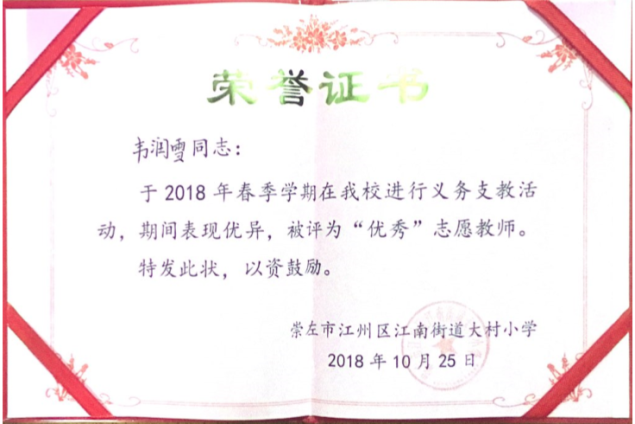 荣誉证书
韦润雪同志：
于2018年春季学期在我校进行义务支教活
动，期间表现优异，被评为“优秀”志愿教师。
特发此状，以资鼓励。
崇左市江州区江南街道大村小学
2018年10月25日